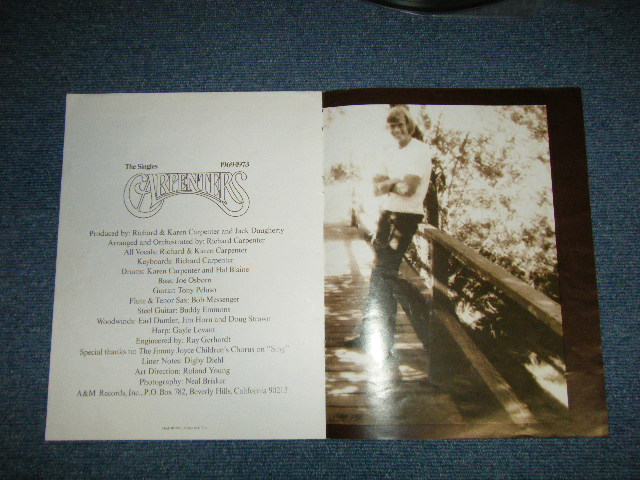 The Singles 1969-1973
CARPENTERS
Produced by: Richard & Karen Carpenter and Jack Daugherty
Arranged and Orchestrated by: Richard Carpenter
All Vocals: Richard & Karen Carpenter
Keyboards: Richard Carpenter
Drums: Karen Carpenter and Hal Blaine
Bass: Joe Osborn
Guitar: Tony Peluso
Flute & Tenor Sax: Bob Messenger
Steel Guitar: Buddy Emmons
Woodwinds: Earl Dumler, Jim Horn and Doug Strawn
Harp: Gayle Levant
Engineered by: Ray Gerhardt
Special thanks to: The Jimmy Joyce Children's Chorus on "Sing"
Liner Notes: Digby Diehl
Art Direction: Roland Young
Photography: Neal Brisker
A&M Records, Inc., P.O. Box 782, Beverly Hills, California 90213